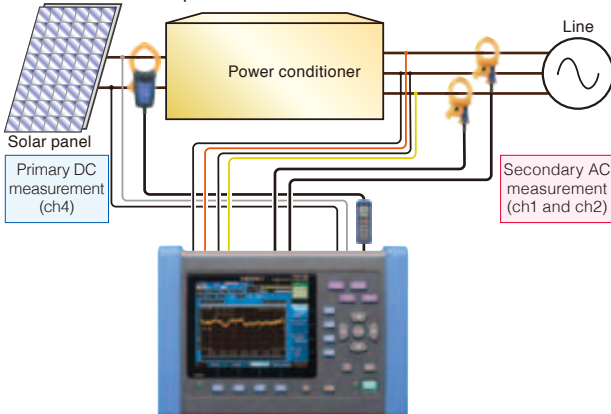 Power conditioner
Line
Solar panel
Primary DC
measurement
(ch4)
Secondary AC
measurement
(ch1 and ch2)